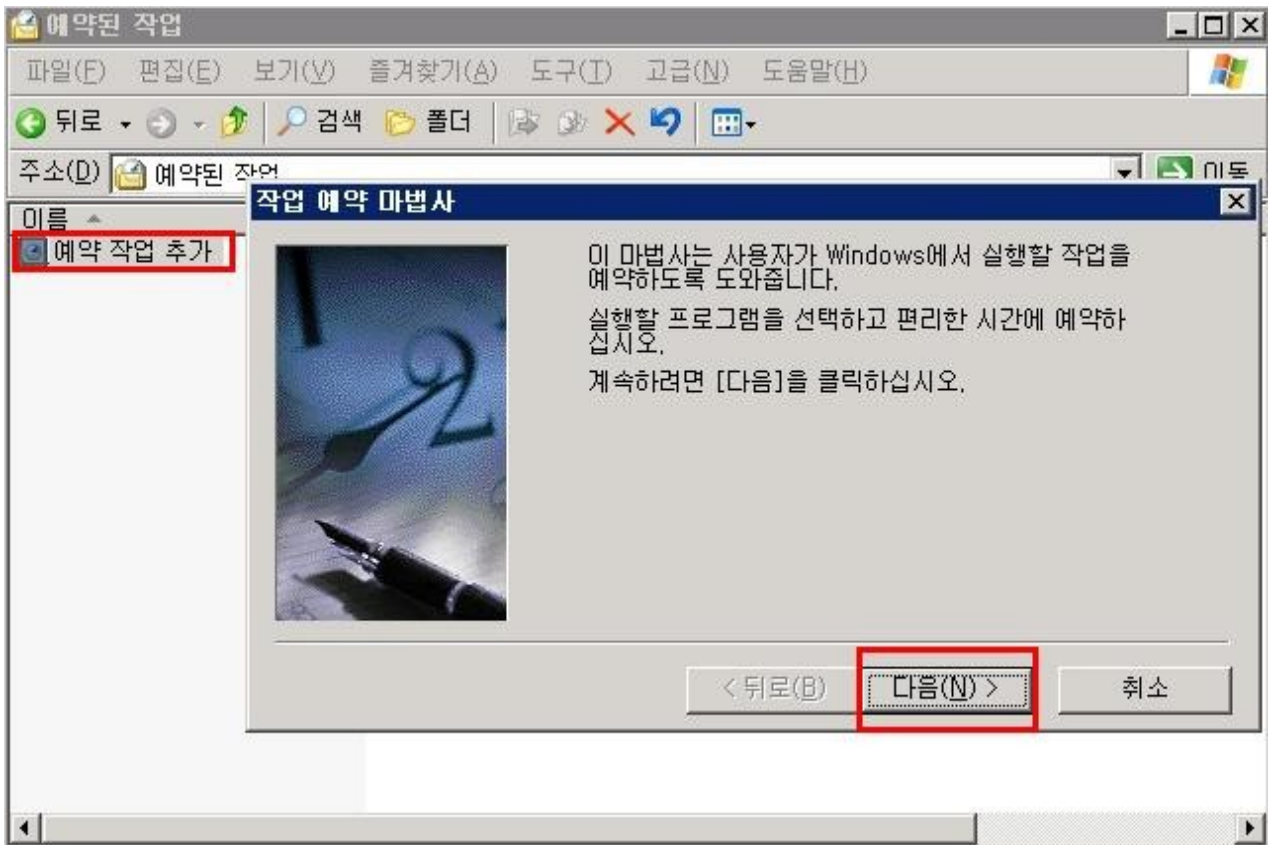 예약된 작업
파일(F) 편집(E) 보기(V) 즐겨찾기(A) 도구(T) 고급(N) 도움말(H)
뒤로 검색 폴더
주소(D) 예약된 작업 이동
작업 예약 마법사
이름
예약 작업 추가
이 마법사는 사용자가 Windows에서 실행할 작업을
예약하도록 도와줍니다.
실행할 프로그램을 선택하고 편리한 시간에 예약하
십시오.
계속하려면 [다음]을 클릭하십시오.
2
< 뒤로(B) 다음(N) > 취소